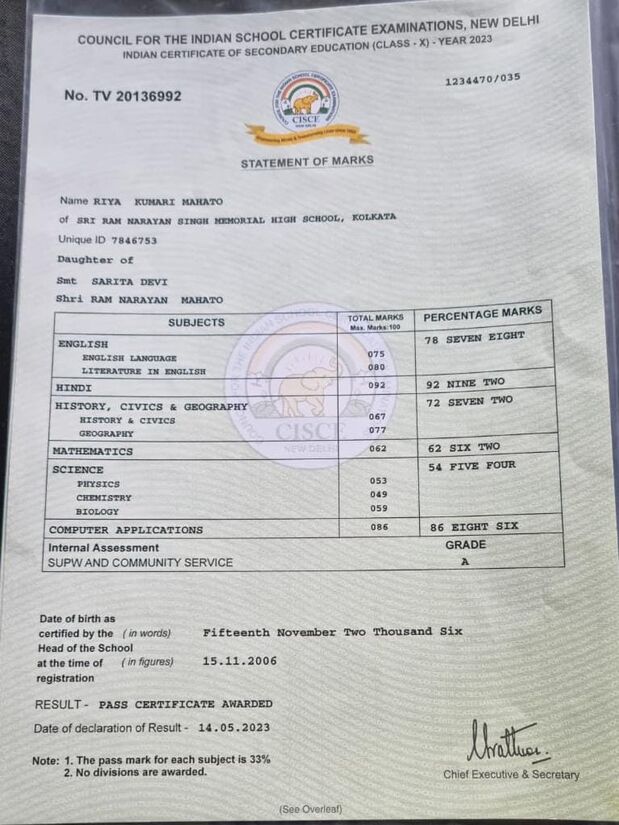 COUNCIL FOR THE INDIAN SCHOOL CERTIFICATE EXAMINATIONS, NEW DELHI
INDIAN CERTIFICATE OF SECONDARY EDUCATION (CLASS - X) - YEAR 2023
1234470/035
No. TV 20136992
CISCE
NEW DELHI
STATEMENT OF MARKS
Name RIYA KUMARI MAHATO
of SRI RAM NARAYAN SINGH MEMORIAL HIGH SCHOOL, KOLKATA
Unique ID 7846753
Daughter of
Smt SARITA DEVI
Shri RAM NARAYAN MAHATO
SUBJECTS TOTAL MARKS Max. Marks:100 PERCENTAGE MARKS
ENGLISH 78 SEVEN EIGHT
ENGLISH LANGUAGE 075
LITERATURE IN ENGLISH 080
HINDI 092 92 NINE TWO
HISTORY, CIVICS & GEOGRAPHY 72 SEVEN TWO
HISTORY & CIVICS 067
GEOGRAPHY 077
CISCE
NEW DELHI
MATHEMATICS 062 62 SIX TWO
SCIENCE 54 FIVE FOUR
PHYSICS 053
CHEMISTRY 049
BIOLOGY 059
COMPUTER APPLICATIONS 086 86 EIGHT SIX
Internal Assessment GRADE
SUPW AND COMMUNITY SERVICE A
Date of birth as
certified by the (in words) Fifteenth November Two Thousand Six
Head of the School
at the time of (in figures) 15.11.2006
registration
RESULT - PASS CERTIFICATE AWARDED
Date of declaration of Result - 14.05.2023
Note: 1. The pass mark for each subject is 33%
2. No divisions are awarded.
Chief Executive & Secretary
(See Overleaf)